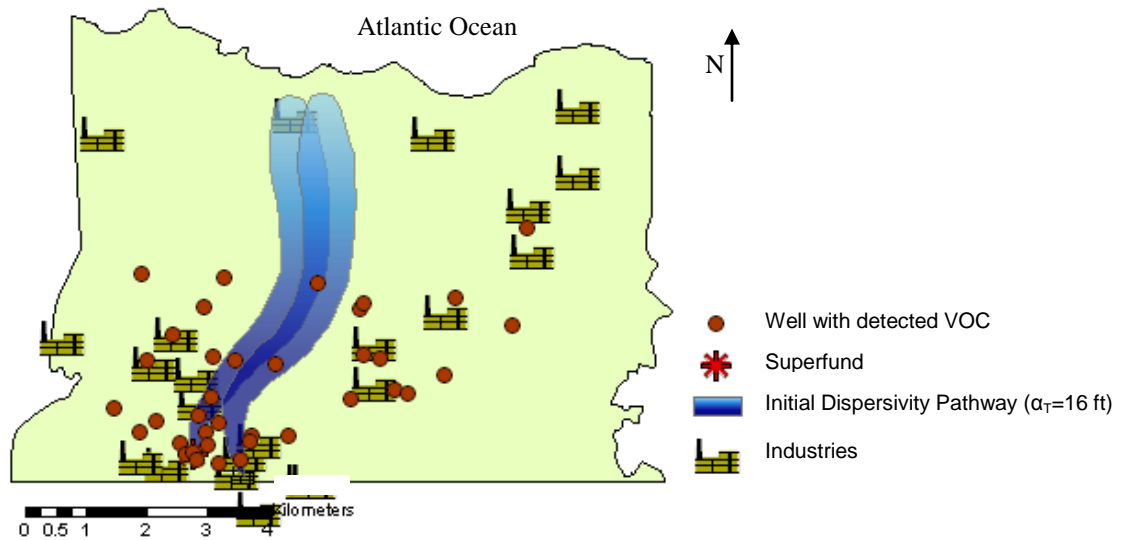 Atlantic Ocean
N
Well with detected VOC
Superfund
Initial Dispersivity Pathway (αT=16 ft)
Industries
Kilometers
0 0.5 1 2 3 4